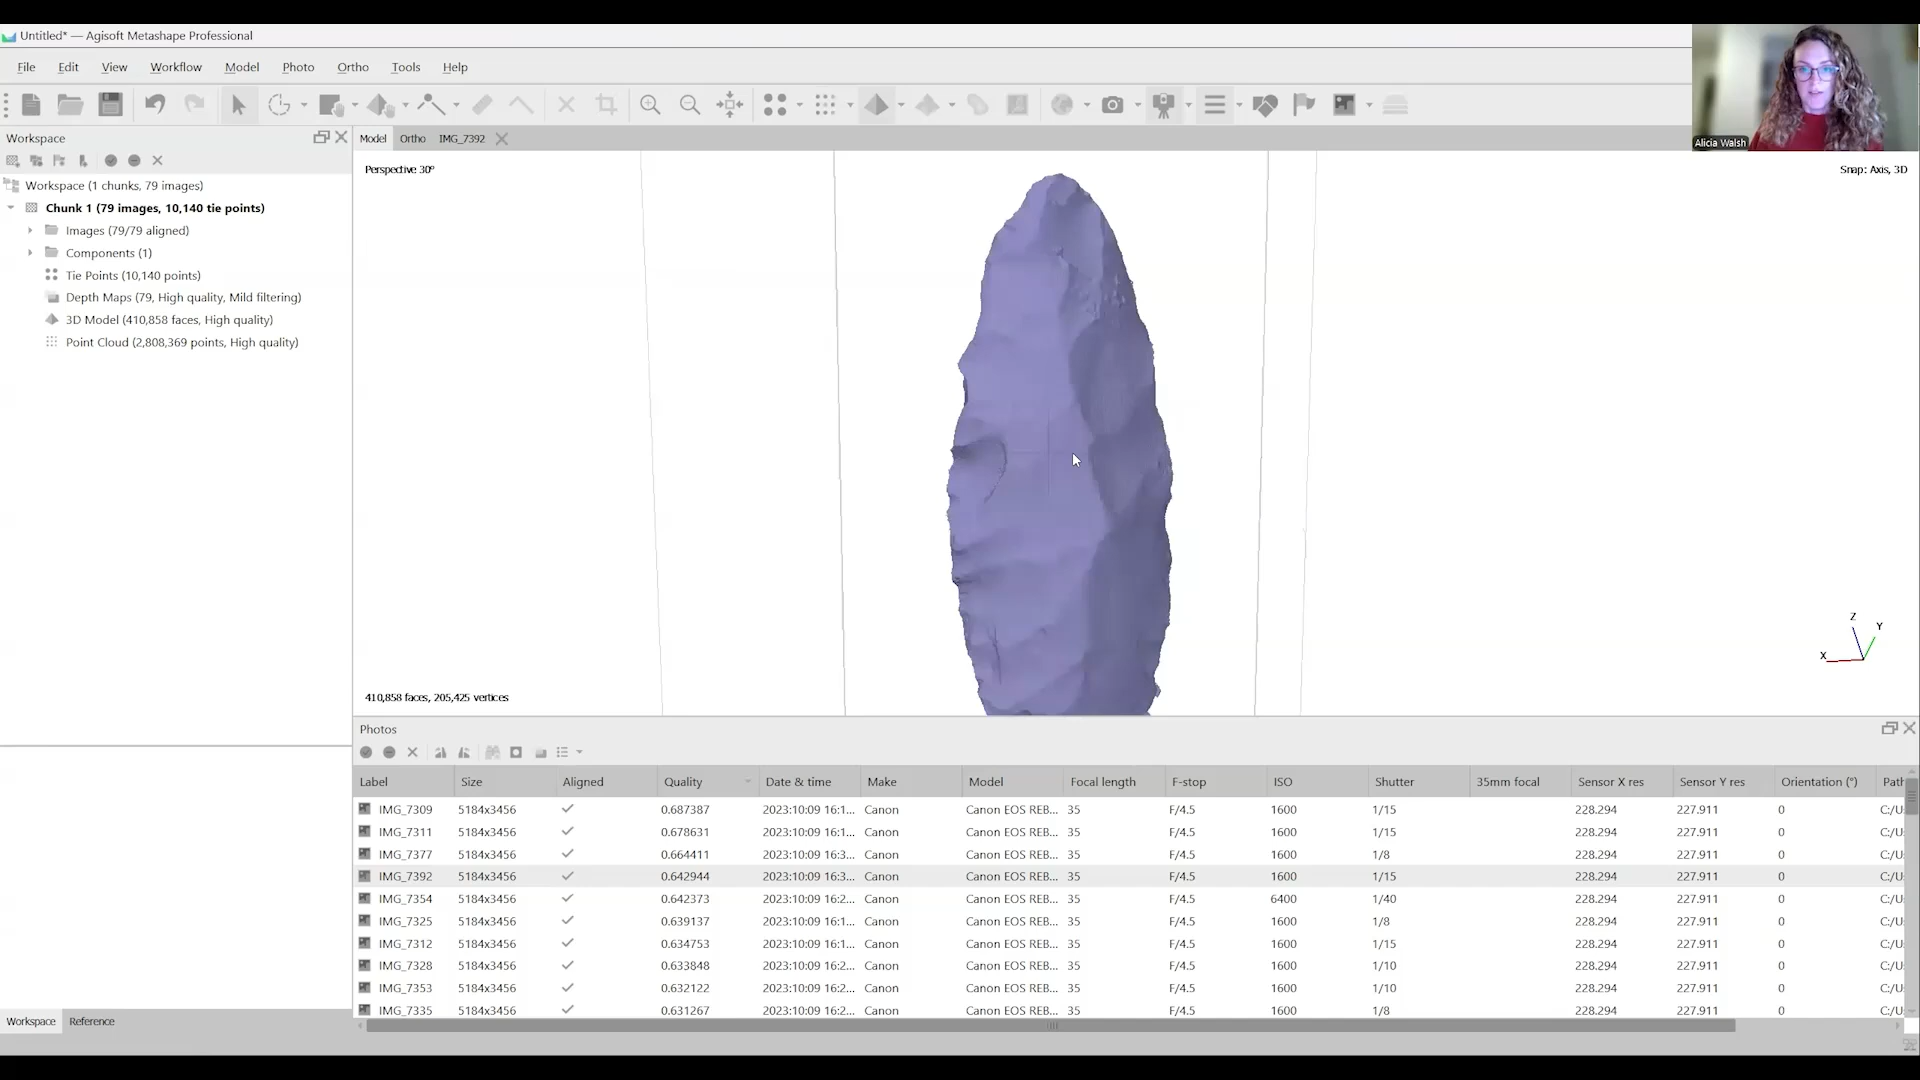 Untitled* — Agisoft Metashape Professional
File Edit View Workflow Model Photo Ortho Tools Help
Alicia Walsh
Workspace
Model Ortho IMG_7392
Perspective 30°
Snap: Axis, 3D
Workspace (1 chunks, 79 images)
Chunk 1 (79 images, 10,140 tie points)
Images (79/79 aligned)
Components (1)
Tie Points (10,140 points)
Depth Maps (79, High quality, Mild filtering)
3D Model (410,858 faces, High quality)
Point Cloud (2,808,369 points, High quality)
Z
Y
X
410,858 faces, 205,425 vertices
Photos
Label Size Aligned Quality Date & time Make Model Focal length F-stop ISO Shutter 35mm focal Sensor X res Sensor Y res Orientation (°) Path
IMG_7309 5184x3456 0.687387 2023:10:09 16:1... Canon Canon EOS REB... 35 F/4.5 1600 1/15 228.294 227.911 0 C:/U
IMG_7311 5184x3456 0.678631 2023:10:09 16:1... Canon Canon EOS REB... 35 F/4.5 1600 1/15 228.294 227.911 0 C:/U
IMG_7377 5184x3456 0.664411 2023:10:09 16:3... Canon Canon EOS REB... 35 F/4.5 1600 1/8 228.294 227.911 0 C:/U
IMG_7392 5184x3456 0.642944 2023:10:09 16:3... Canon Canon EOS REB... 35 F/4.5 1600 1/15 228.294 227.911 0 C:/U
IMG_7354 5184x3456 0.642373 2023:10:09 16:2... Canon Canon EOS REB... 35 F/4.5 6400 1/40 228.294 227.911 0 C:/U
IMG_7325 5184x3456 0.639137 2023:10:09 16:1... Canon Canon EOS REB... 35 F/4.5 1600 1/8 228.294 227.911 0 C:/U
IMG_7312 5184x3456 0.634753 2023:10:09 16:1... Canon Canon EOS REB... 35 F/4.5 1600 1/15 228.294 227.911 0 C:/U
IMG_7328 5184x3456 0.633848 2023:10:09 16:2... Canon Canon EOS REB... 35 F/4.5 1600 1/10 228.294 227.911 0 C:/U
IMG_7353 5184x3456 0.632122 2023:10:09 16:2... Canon Canon EOS REB... 35 F/4.5 1600 1/10 228.294 227.911 0 C:/U
IMG_7335 5184x3456 0.631267 2023:10:09 16:2... Canon Canon EOS REB... 35 F/4.5 1600 1/8 228.294 227.911 0 C:/U
Workspace Reference